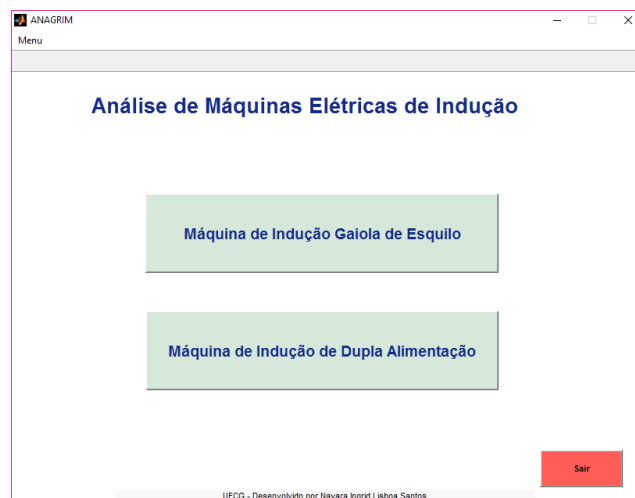 ANAGRIM
Menu
Análise de Máquinas Elétricas de Indução
Máquina de Indução Gaiola de Esquilo
Máquina de Indução de Dupla Alimentação
Sair
UFCG - Desenvolvido por Nayara Ingrid Lisboa Santos